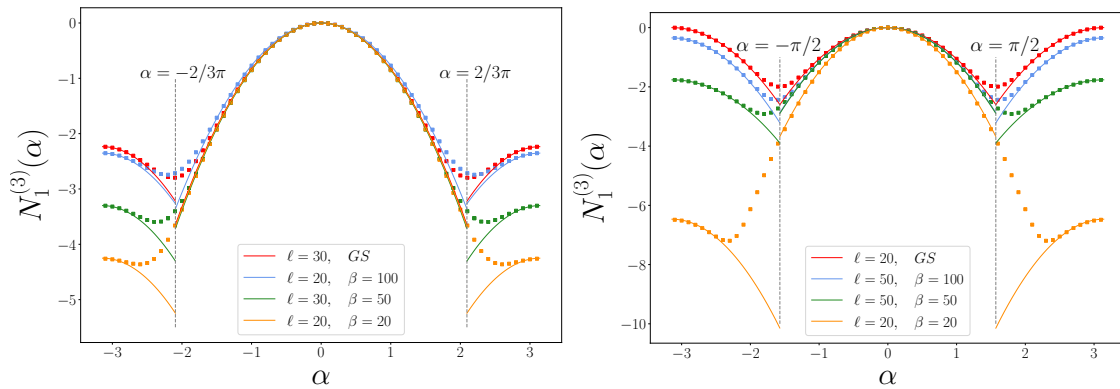 0
−1
−2
−3
−4
−5
N₁⁽³⁾(α)
α = −2/3π
α = 2/3π
ℓ = 30, GS
ℓ = 20, β = 100
ℓ = 30, β = 50
ℓ = 20, β = 20
−3 −2 −1 0 1 2 3
α
0
−2
−4
−6
−8
−10
N₁⁽³⁾(α)
α = −π/2
α = π/2
ℓ = 20, GS
ℓ = 50, β = 100
ℓ = 50, β = 50
ℓ = 20, β = 20
−3 −2 −1 0 1 2 3
α